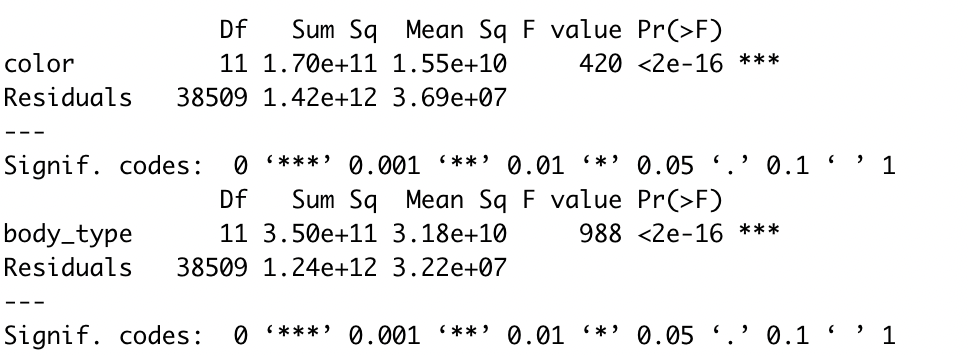 Df   Sum Sq  Mean Sq F value Pr(>F)
color          11 1.70e+11 1.55e+10     420 <2e-16 ***
Residuals   38509 1.42e+12 3.69e+07
---
Signif. codes:  0 ‘***’ 0.001 ‘**’ 0.01 ‘*’ 0.05 ‘.’ 0.1 ‘ ’ 1
               Df   Sum Sq  Mean Sq F value Pr(>F)
body_type      11 3.50e+11 3.18e+10     988 <2e-16 ***
Residuals   38509 1.24e+12 3.22e+07
---
Signif. codes:  0 ‘***’ 0.001 ‘**’ 0.01 ‘*’ 0.05 ‘.’ 0.1 ‘ ’ 1